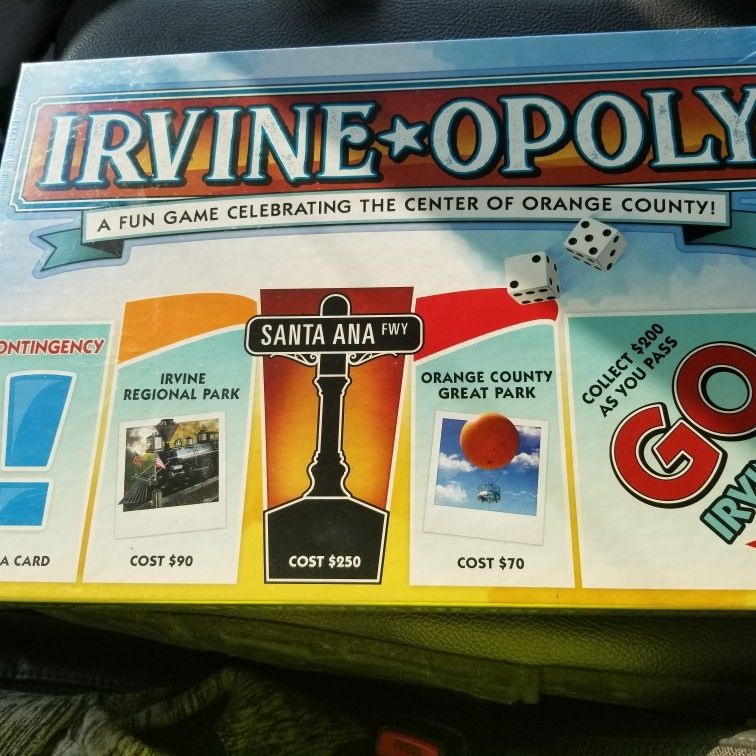 IRVINE★OPOLY
A FUN GAME CELEBRATING THE CENTER OF ORANGE COUNTY!
ONTINGENCY
!
A CARD
IRVINE
REGIONAL PARK
COST $90
SANTA ANA FWY
COST $250
ORANGE COUNTY
GREAT PARK
COST $70
COLLECT $200
AS YOU PASS
GO
PRESS